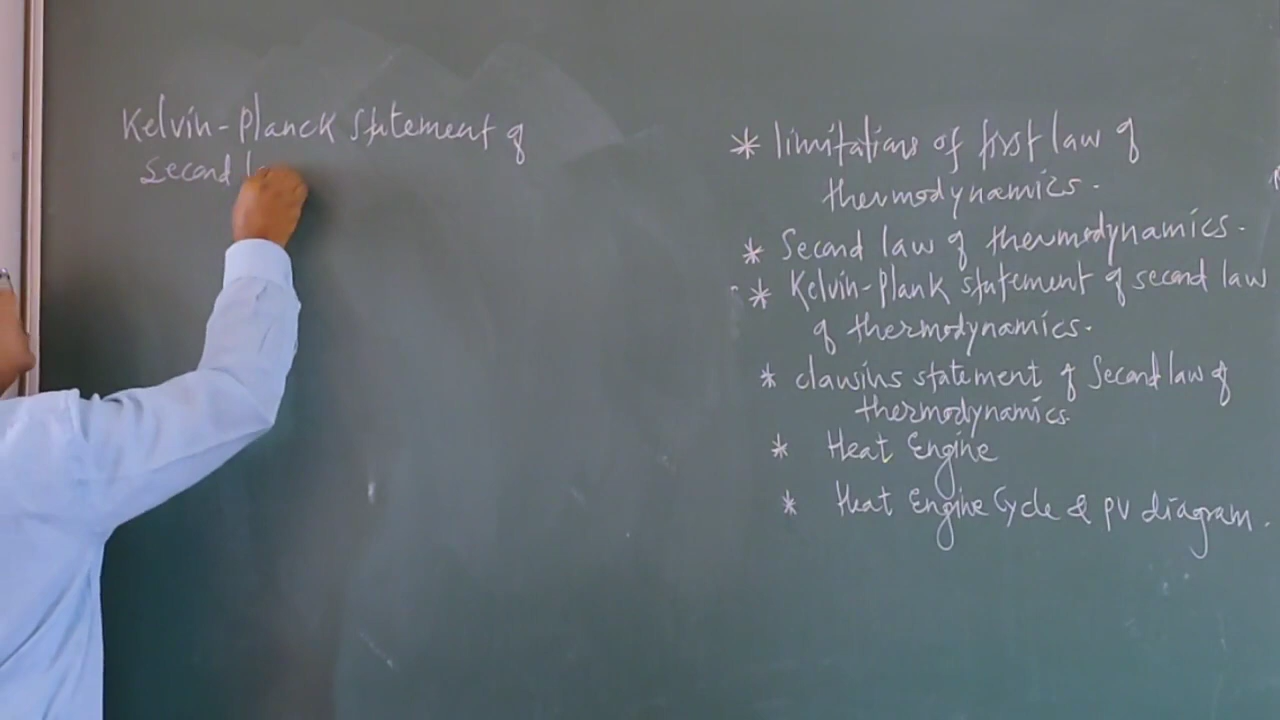 Kelvin-Planck Statement of
Second
* limitations of first law of
thermodynamics.
* Second law of thermodynamics.
* Kelvin-Plank statement of second law
of thermodynamics.
* clausius statement of Second law of
thermodynamics.
* Heat Engine
* Heat Engine Cycle & PV diagram.